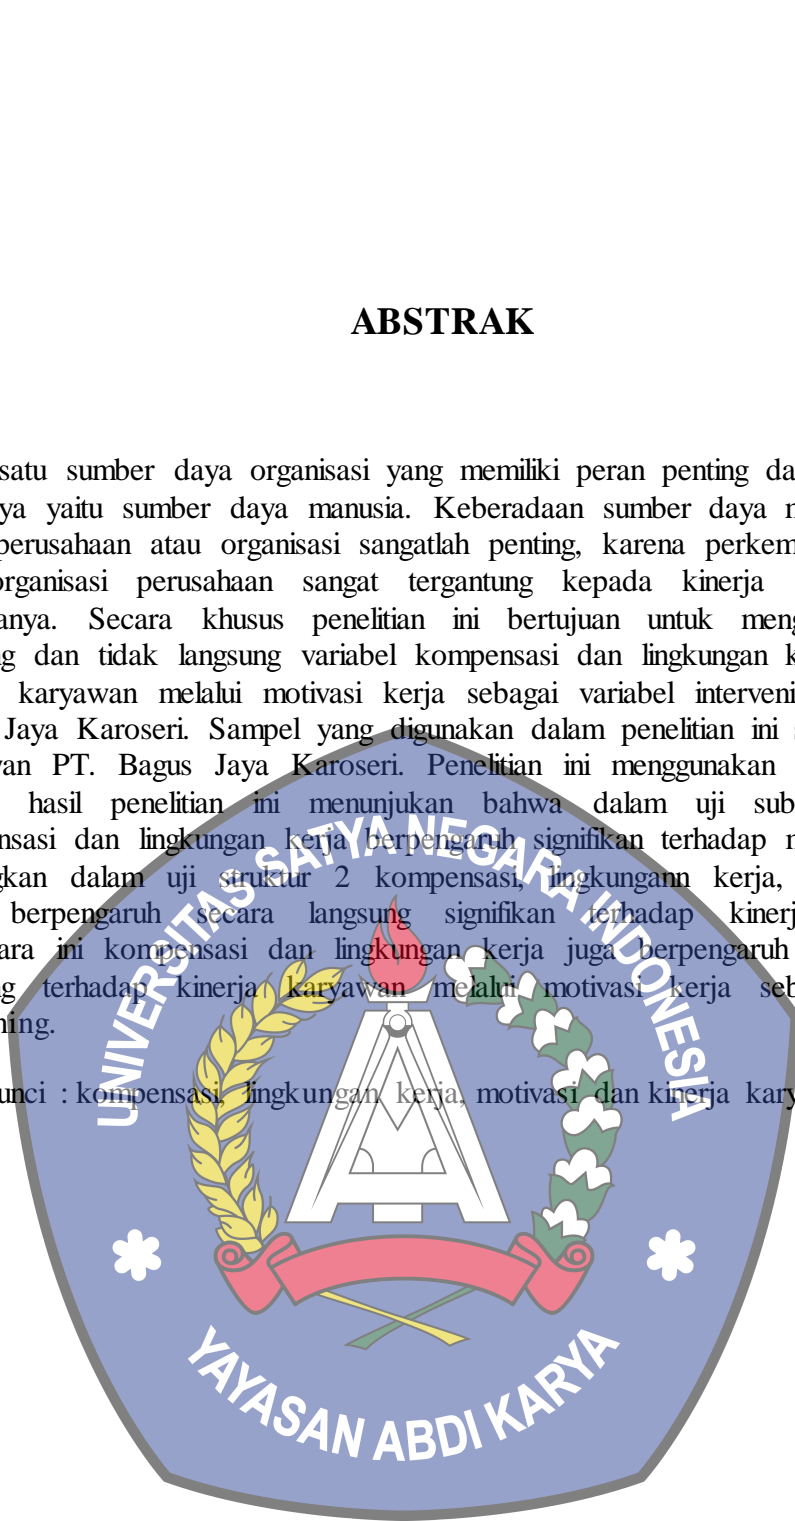 ABSTRAK
satu sumber daya organisasi yang memiliki peran penting da
ya yaitu sumber daya manusia. Keberadaan sumber daya
perusahaan atau organisasi sangatlah penting, karena perkem
organisasi perusahaan sangat tergantung kepada kinerja
anya. Secara khusus penelitian ini bertujuan untuk meng
g dan tidak langsung variabel kompensasi dan lingkungan k
karyawan melalui motivasi kerja sebagai variabel interveni
Jaya Karoseri. Sampel yang digunakan dalam penelitian ini s
van PT. Bagus Jaya Karoseri. Penelitian ini menggunakan
hasil penelitian ini menunjukan bahwa dalam uji sub
nsasi dan lingkungan kerja berpengaruh signifikan terhadap m
gkan dalam uji struktur 2 kompensasi, lingkungann kerja,
berpengaruh secara langsung signifikan terhadap kinerj
ara ini kompensasi dan lingkungan kerja juga berpengaruh
g terhadap kinerja karyawan melalui motivasi kerja seb
ning.
unci : kompensasi, lingkungan kerja, motivasi dan kinerja kary
UNIVERSITAS SATYA NEGARA INDONESIA
YAYASAN ABDI KARYA